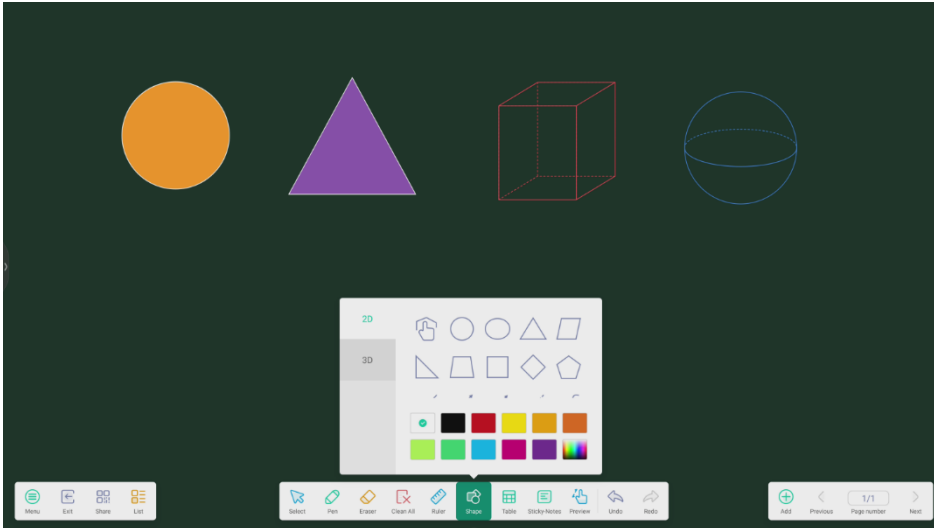 2D
3D
Menu
Exit
Share
List
Select
Pen
Eraser
Clean All
Ruler
Shape
Table
Sticky-Notes
Preview
Undo
Redo
Add
Previous
1/1
Page number
Next